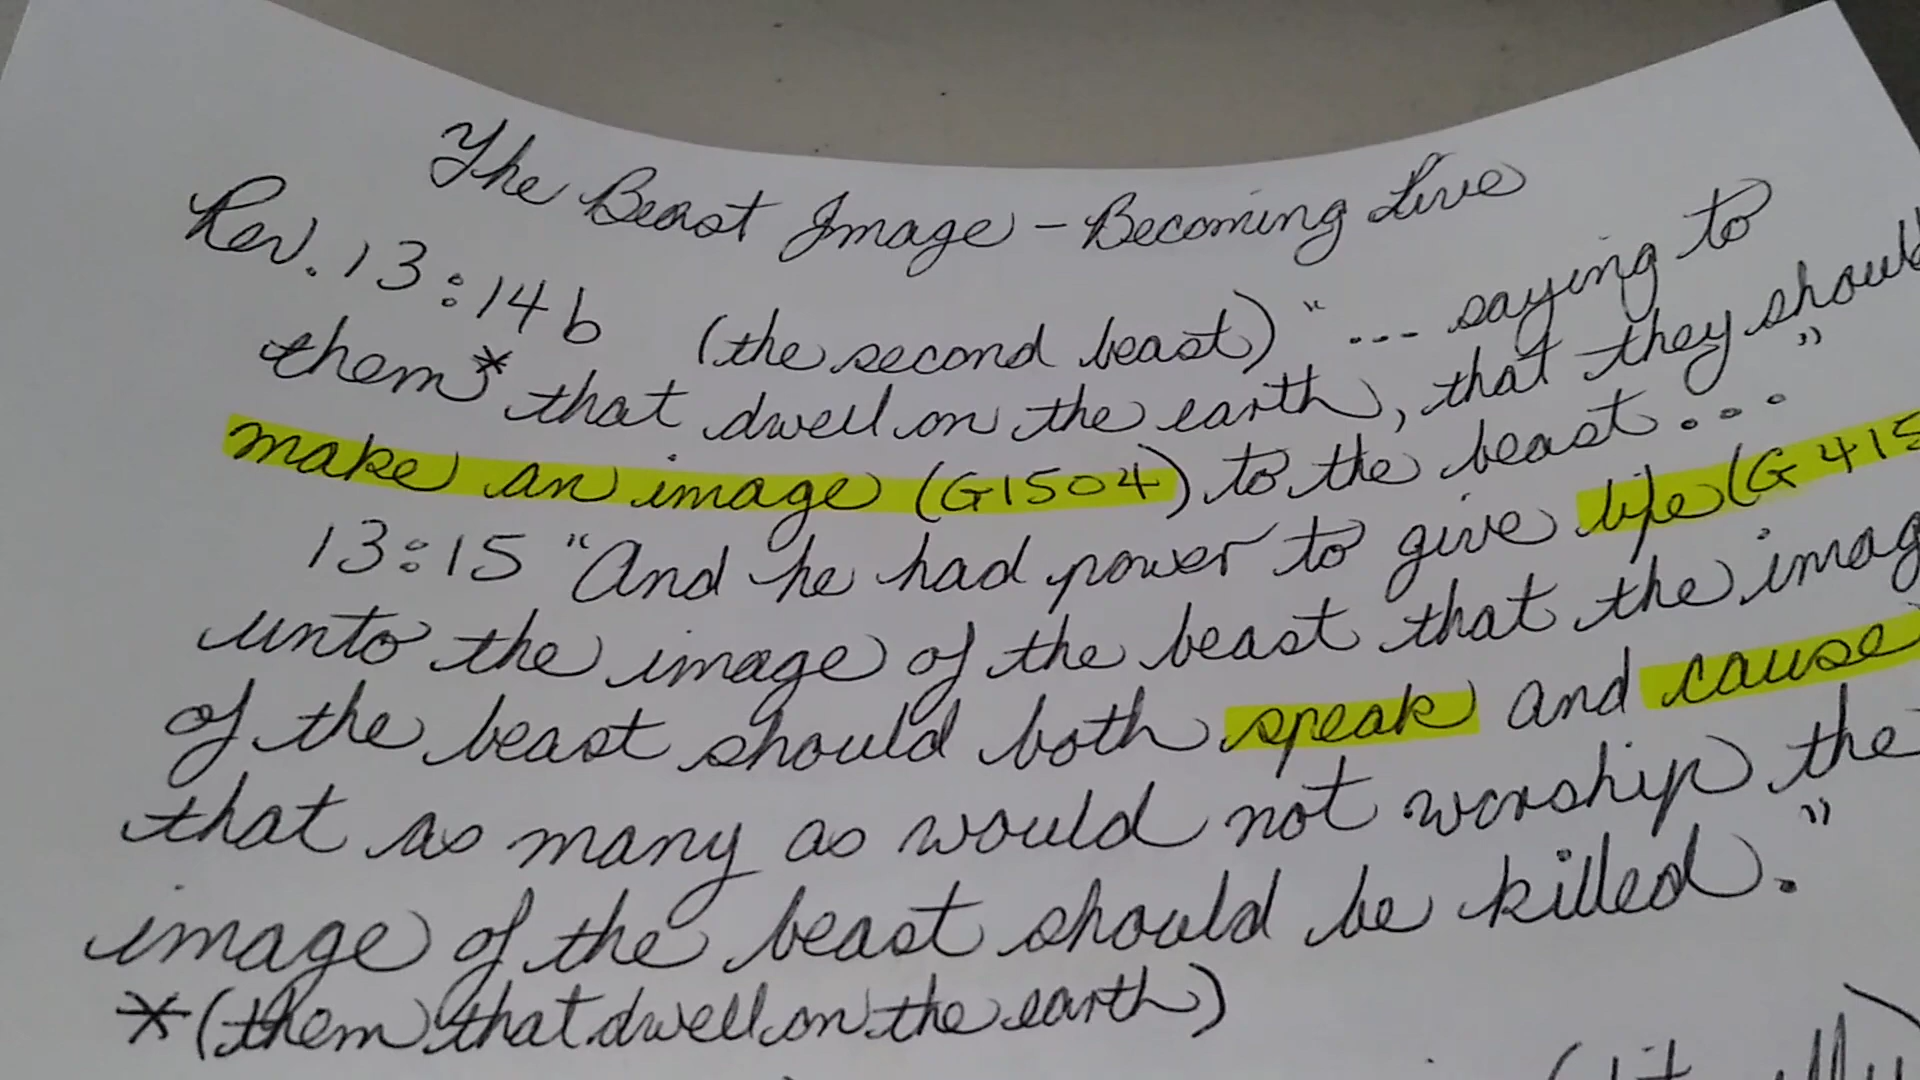 The Beast Image - Becoming Live
Rev. 13:14b (the second beast) "... saying to
them* that dwell on the earth, that they should
make an image (G1504) to the beast..."
13:15 "And he had power to give life (G415
unto the image of the beast that the imag
of the beast should both speak and cause
that as many as would not worship the
image of the beast should be killed."
*(them that dwell on the earth)